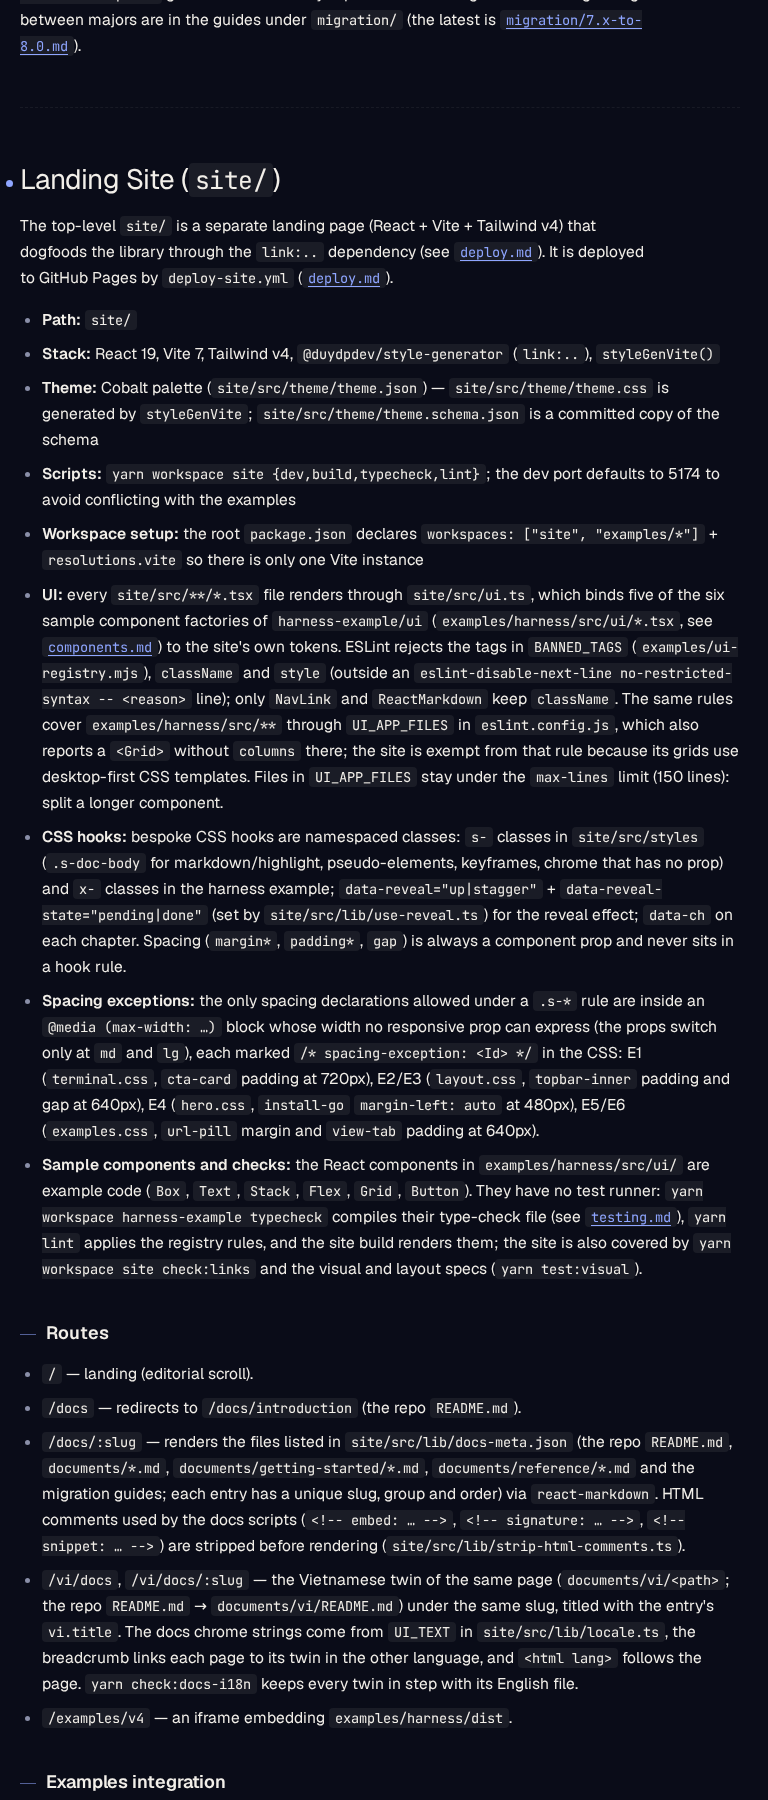 between majors are in the guides under migration/ (the latest is migration/7.x-to-
8.0.md ).
Landing Site ( site/ )
The top-level site/ is a separate landing page (React + Vite + Tailwind v4) that
dogfoods the library through the link:.. dependency (see deploy.md ). It is deployed
to GitHub Pages by deploy-site.yml ( deploy.md ).
Path: site/
Stack: React 19, Vite 7, Tailwind v4, @duydpdev/style-generator ( link:.. ), styleGenVite()
Theme: Cobalt palette ( site/src/theme/theme.json ) — site/src/theme/theme.css is
generated by styleGenVite ; site/src/theme/theme.schema.json is a committed copy of the
schema
Scripts: yarn workspace site {dev,build,typecheck,lint} ; the dev port defaults to 5174 to
avoid conflicting with the examples
Workspace setup: the root package.json declares workspaces: ["site", "examples/*"] +
resolutions.vite so there is only one Vite instance
UI: every site/src/**/*.tsx file renders through site/src/ui.ts , which binds five of the six
sample component factories of harness-example/ui ( examples/harness/src/ui/*.tsx , see
components.md ) to the site's own tokens. ESLint rejects the tags in BANNED_TAGS ( examples/ui-
registry.mjs ), className and style (outside an eslint-disable-next-line no-restricted-
syntax -- <reason> line); only NavLink and ReactMarkdown keep className . The same rules
cover examples/harness/src/** through UI_APP_FILES in eslint.config.js , which also
reports a <Grid> without columns there; the site is exempt from that rule because its grids use
desktop-first CSS templates. Files in UI_APP_FILES stay under the max-lines limit (150 lines):
split a longer component.
CSS hooks: bespoke CSS hooks are namespaced classes: s- classes in site/src/styles
( .s-doc-body for markdown/highlight, pseudo-elements, keyframes, chrome that has no prop)
and x- classes in the harness example; data-reveal="up|stagger" + data-reveal-
state="pending|done" (set by site/src/lib/use-reveal.ts ) for the reveal effect; data-ch on
each chapter. Spacing ( margin* , padding* , gap ) is always a component prop and never sits in
a hook rule.
Spacing exceptions: the only spacing declarations allowed under a .s-* rule are inside an
@media (max-width: …) block whose width no responsive prop can express (the props switch
only at md and lg ), each marked /* spacing-exception: <Id> */ in the CSS: E1
( terminal.css , cta-card padding at 720px), E2/E3 ( layout.css , topbar-inner padding and
gap at 640px), E4 ( hero.css , install-go margin-left: auto at 480px), E5/E6
( examples.css , url-pill margin and view-tab padding at 640px).
Sample components and checks: the React components in examples/harness/src/ui/ are
example code ( Box , Text , Stack , Flex , Grid , Button ). They have no test runner: yarn
workspace harness-example typecheck compiles their type-check file (see testing.md ), yarn
lint applies the registry rules, and the site build renders them; the site is also covered by yarn
workspace site check:links and the visual and layout specs ( yarn test:visual ).
— Routes
/ — landing (editorial scroll).
/docs — redirects to /docs/introduction (the repo README.md ).
/docs/:slug — renders the files listed in site/src/lib/docs-meta.json (the repo README.md ,
documents/*.md , documents/getting-started/*.md , documents/reference/*.md and the
migration guides; each entry has a unique slug, group and order) via react-markdown . HTML
comments used by the docs scripts ( <!-- embed: … --> , <!-- signature: … --> , <!--
snippet: … --> ) are stripped before rendering ( site/src/lib/strip-html-comments.ts ).
/vi/docs , /vi/docs/:slug — the Vietnamese twin of the same page ( documents/vi/<path> ;
the repo README.md → documents/vi/README.md ) under the same slug, titled with the entry's
vi.title . The docs chrome strings come from UI_TEXT in site/src/lib/locale.ts , the
breadcrumb links each page to its twin in the other language, and <html lang> follows the
page. yarn check:docs-i18n keeps every twin in step with its English file.
/examples/v4 — an iframe embedding examples/harness/dist .
— Examples integration